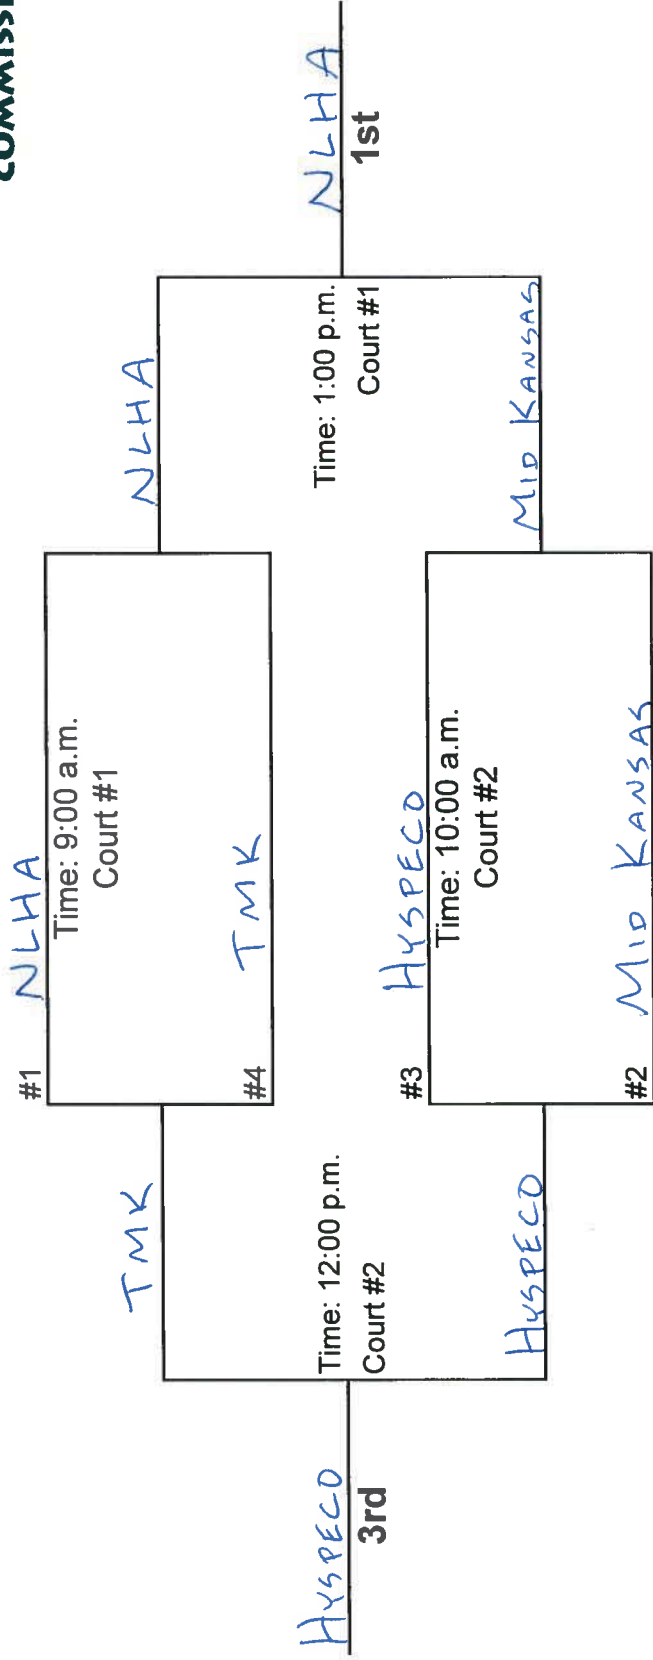 COMMISSI
#1
NLHA
Time: 9:00 a.m.
Court #1
#4
TMK
NLHA
TMK
Time: 12:00 p.m.
Court #2
Time: 1:00 p.m.
Court #1
HYSPECO
3rd
NLHA
1st
#3
HYSPECO
Time: 10:00 a.m.
Court #2
#2
MID KANSAS
HYSPECO
MID KANSAS